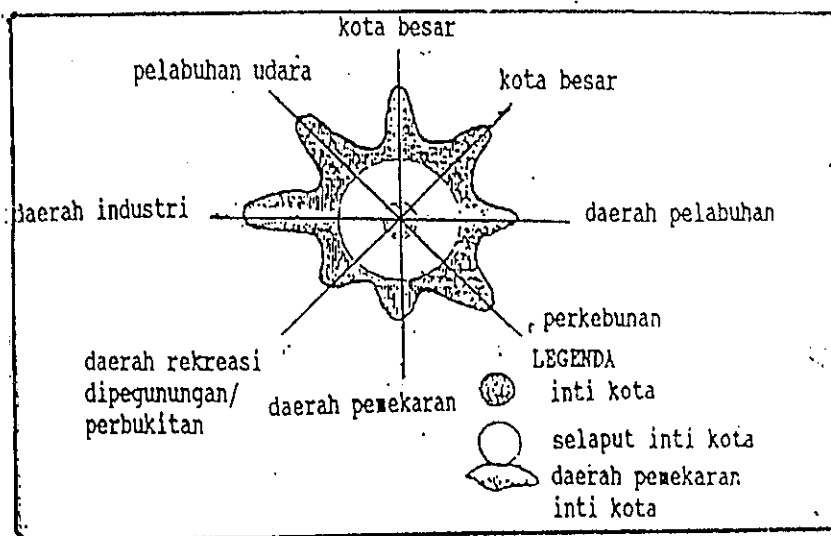 kota besar
pelabuhan udara
kota besar
daerah industri
daerah pelabuhan
perkebunan
daerah rekreasi
dipegunungan/
perbukitan
daerah pemekaran
LEGENDA
inti kota
selaput inti kota
daerah pemekaran
inti kota